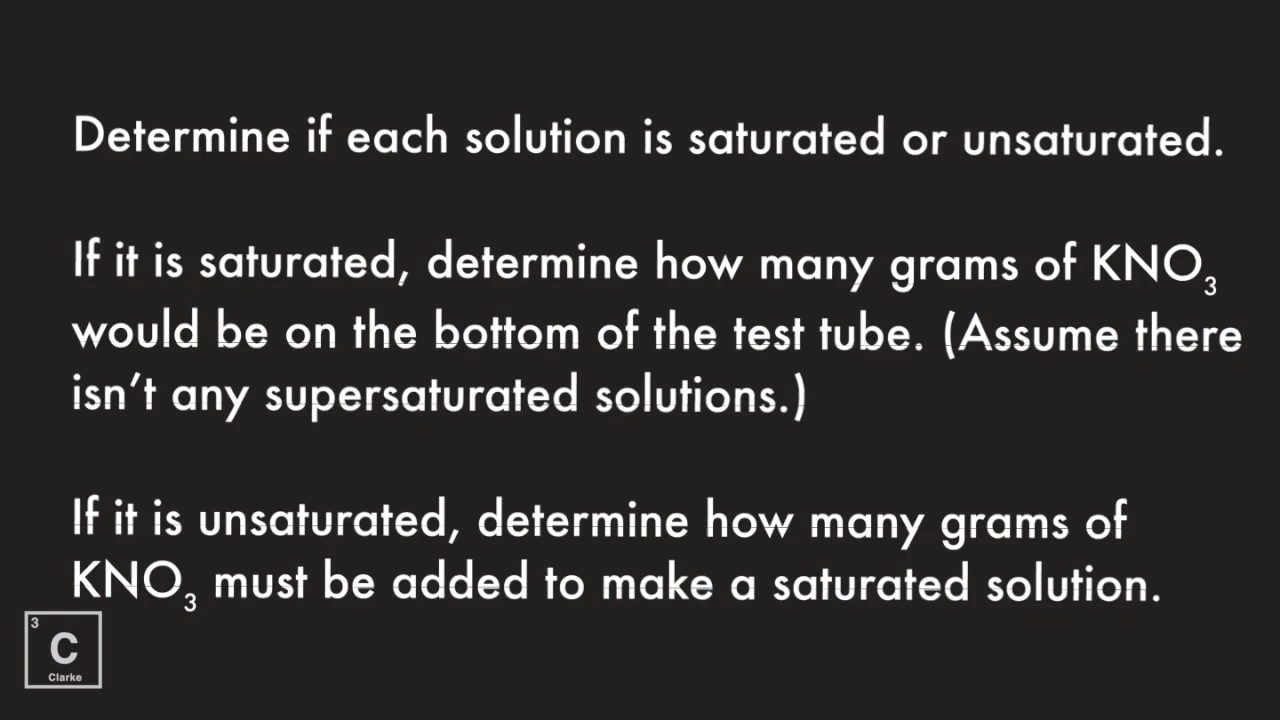 Determine if each solution is saturated or unsaturated.
If it is saturated, determine how many grams of KNO₃
would be on the bottom of the test tube. (Assume there
isn’t any supersaturated solutions.)
If it is unsaturated, determine how many grams of
KNO₃ must be added to make a saturated solution.
3
C
Clarke